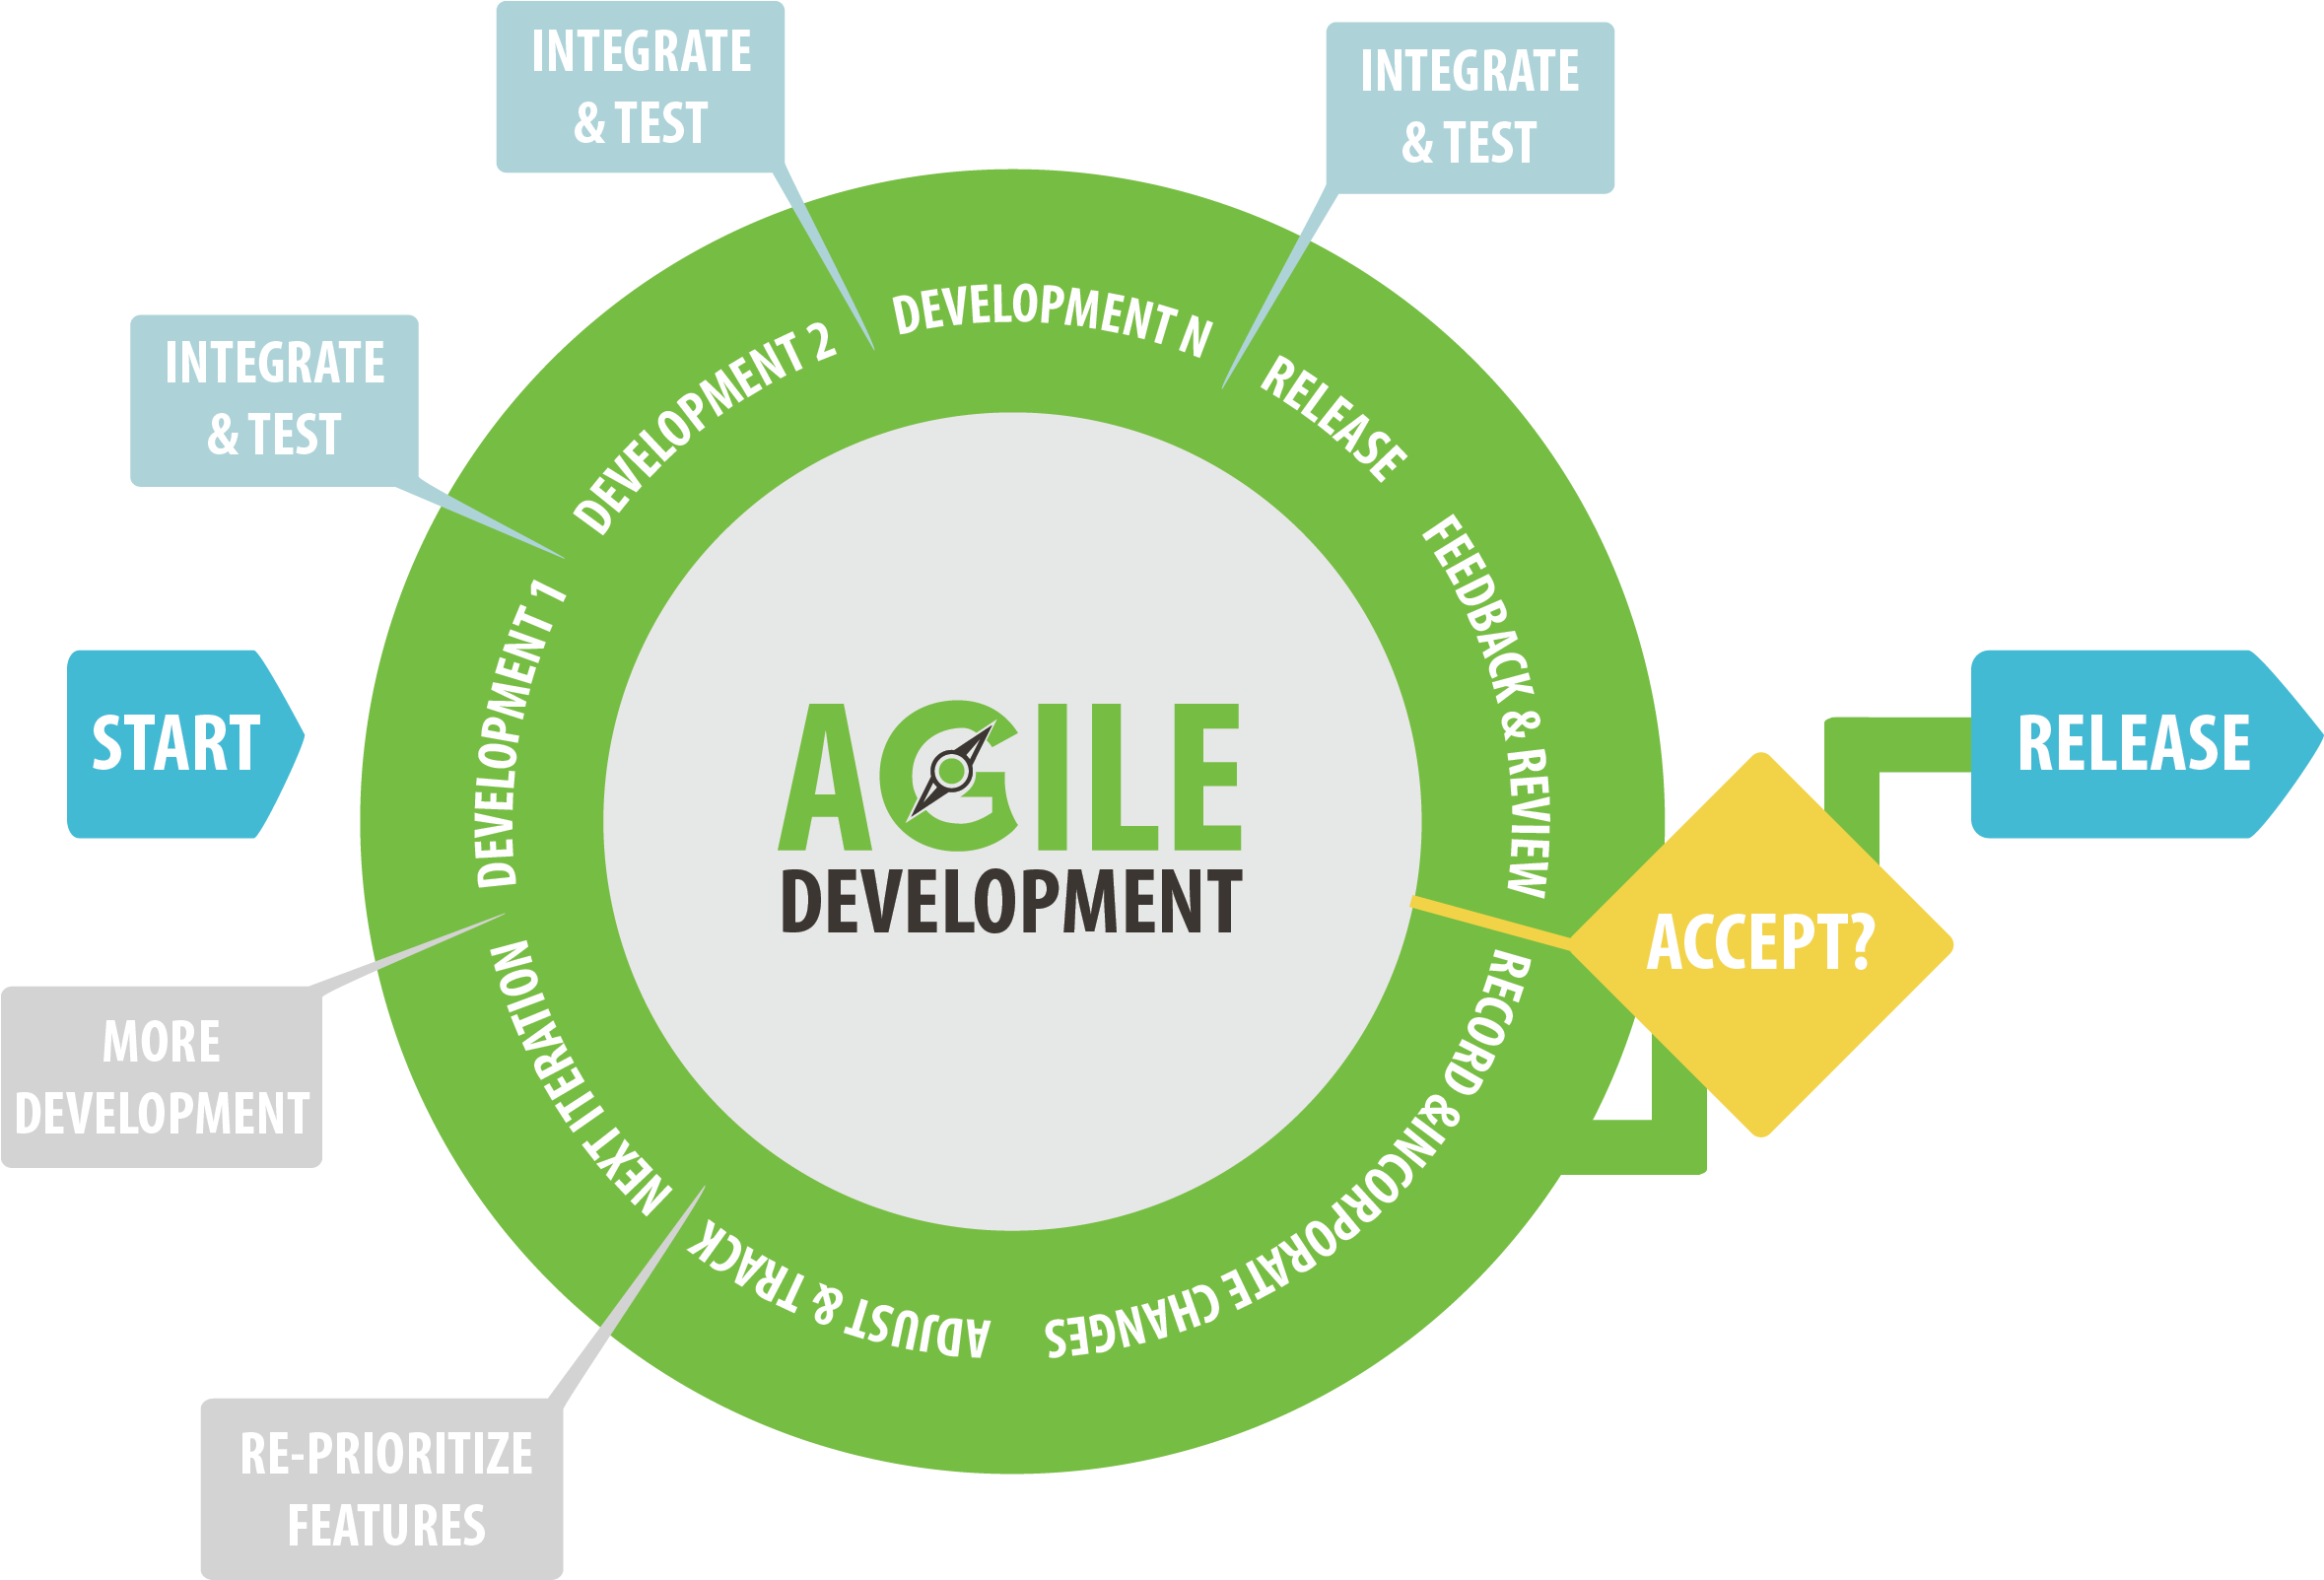 INTEGRATE
& TEST
INTEGRATE
& TEST
INTEGRATE
& TEST
START
DEVELOPMENT 1
DEVELOPMENT 2
DEVELOPMENT N
RELEASE
FEEDBACK & REVIEW
ACCEPT?
RELEASE
RECORD & INCORPORATE CHANGES
ADJUST & TRACK
NEXT ITERATION
AGILE
DEVELOPMENT
MORE
DEVELOPMENT
RE-PRIORITIZE
FEATURES